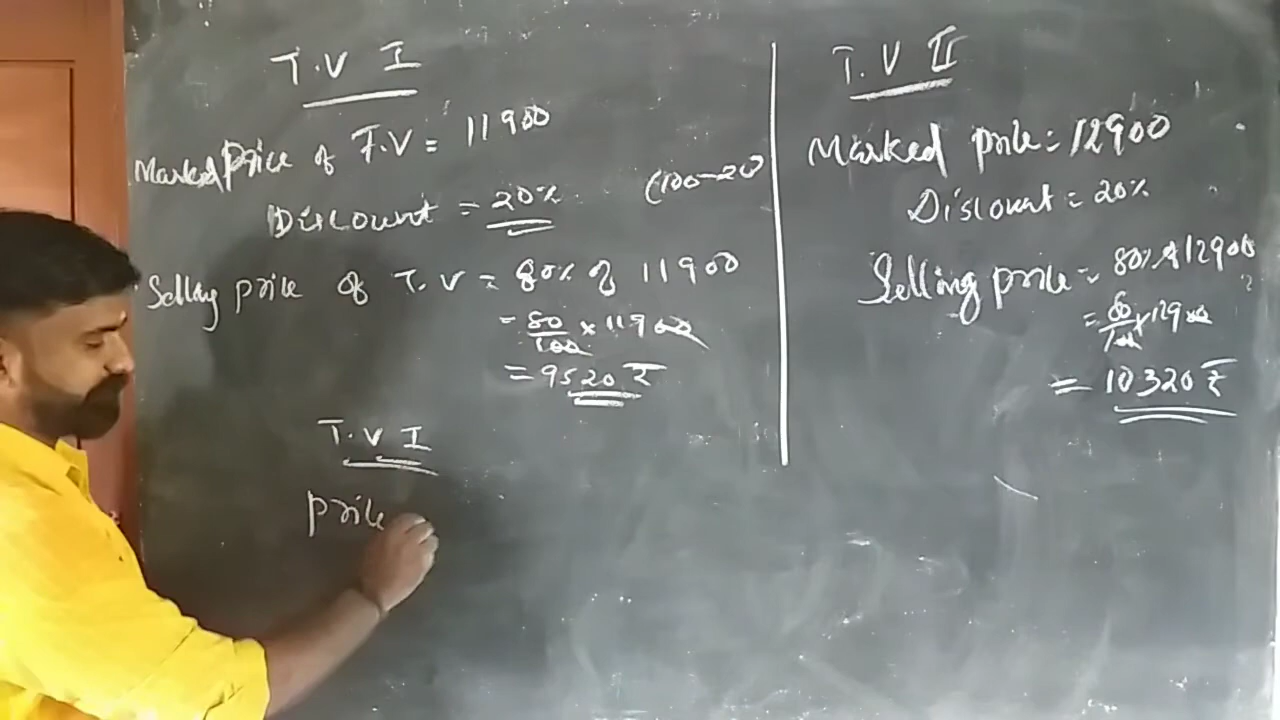 T.V I
Marked Price of T.V = 11900
Discount = 20% (100-20)
Selling price of T.V = 80% of 11900
= 80/100 x 11900
= 9520 ₹
T.V I
price
T.V II
Marked price = 12900
Discount = 20%
Selling price = 80% of 12900
= 80/100 x 12900
= 10320 ₹